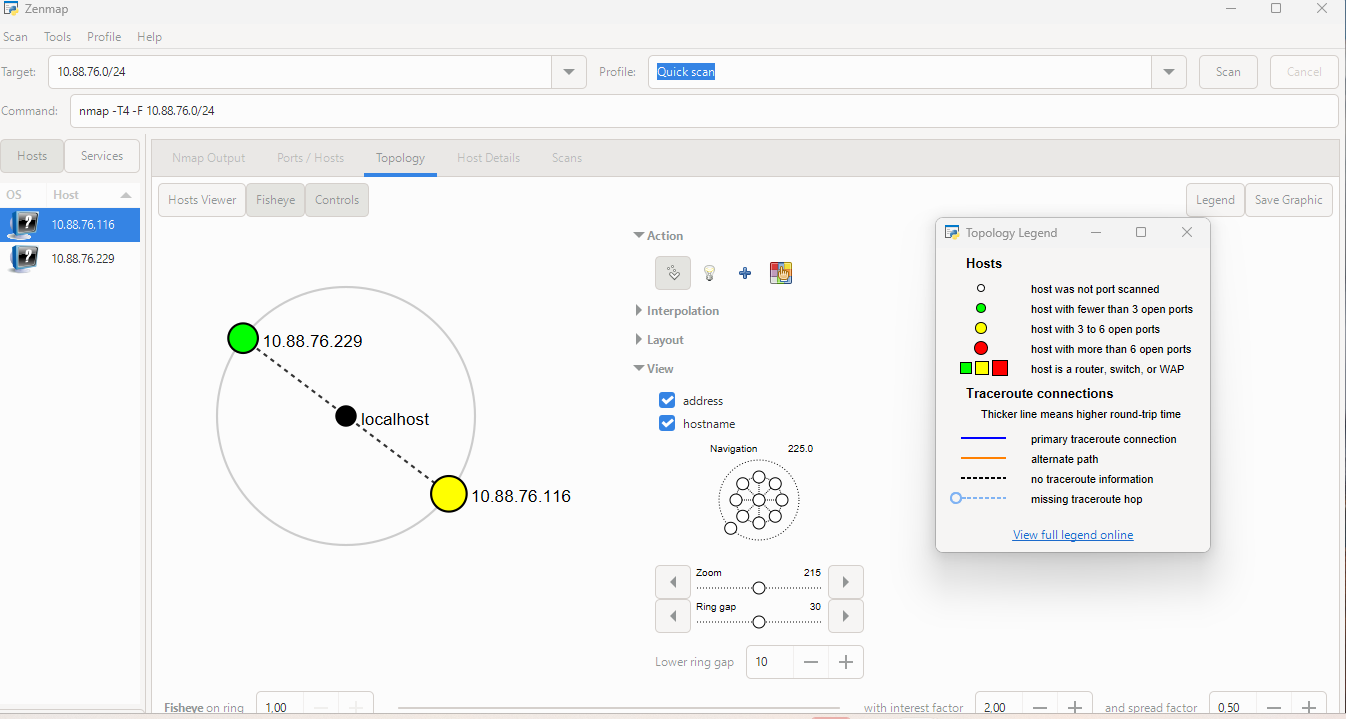 Zenmap
Scan Tools Profile Help
Target: 10.88.76.0/24 Profile: Quick scan Scan Cancel
Command: nmap -T4 -F 10.88.76.0/24
Hosts Services
Nmap Output Ports / Hosts Topology Host Details Scans
OS Host
10.88.76.116
10.88.76.229
Hosts Viewer Fisheye Controls Legend Save Graphic
10.88.76.229
localhost
10.88.76.116
Action
Interpolation
Layout
View
address
hostname
Navigation 225.0
Zoom 215
Ring gap 30
Lower ring gap 10
Topology Legend
Hosts
host was not port scanned
host with fewer than 3 open ports
host with 3 to 6 open ports
host with more than 6 open ports
host is a router, switch, or WAP
Traceroute connections
Thicker line means higher round-trip time
primary traceroute connection
alternate path
no traceroute information
missing traceroute hop
View full legend online
Fisheye on ring 1,00 with interest factor 2,00 and spread factor 0,50